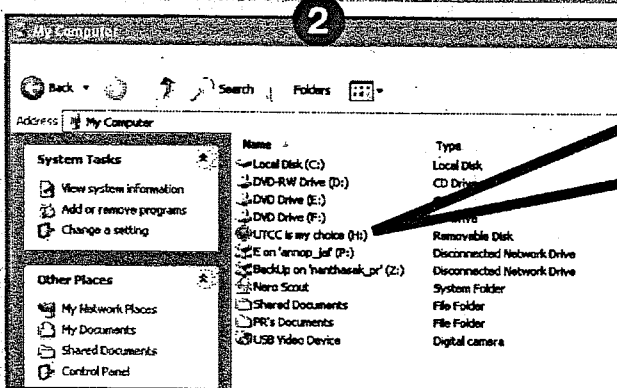 2
My Computer
Back
Search
Folders
Address My Computer
System Tasks
View system information
Add or remove programs
Change a setting
Other Places
My Network Places
My Documents
Shared Documents
Control Panel
Name Type
Local Disk (C:) Local Disk
DVD-RW Drive (D:) CD Drive
DVD Drive (E:)
DVD Drive (F:)
UTCC is my choice (H:) Removable Disk
E on 'annop_jai' (P:) Disconnected Network Drive
BackUp on 'nanthasak_pr' (Z:) Disconnected Network Drive
Nero Scout System Folder
Shared Documents File Folder
PR's Documents File Folder
USB Video Device Digital camera